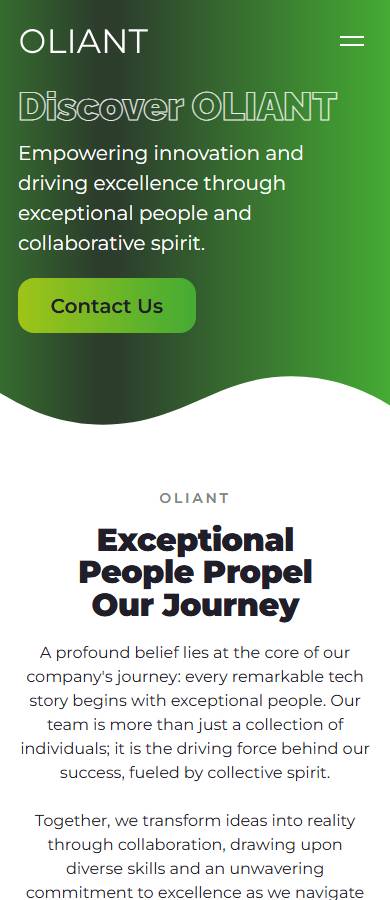 OLIANT
Discover OLIANT
Empowering innovation and
driving excellence through
exceptional people and
collaborative spirit.
Contact Us
OLIANT
Exceptional
People Propel
Our Journey
A profound belief lies at the core of our
company's journey: every remarkable tech
story begins with exceptional people. Our
team is more than just a collection of
individuals; it is the driving force behind our
success, fueled by collective spirit.
Together, we transform ideas into reality
through collaboration, drawing upon
diverse skills and an unwavering
commitment to excellence as we navigate